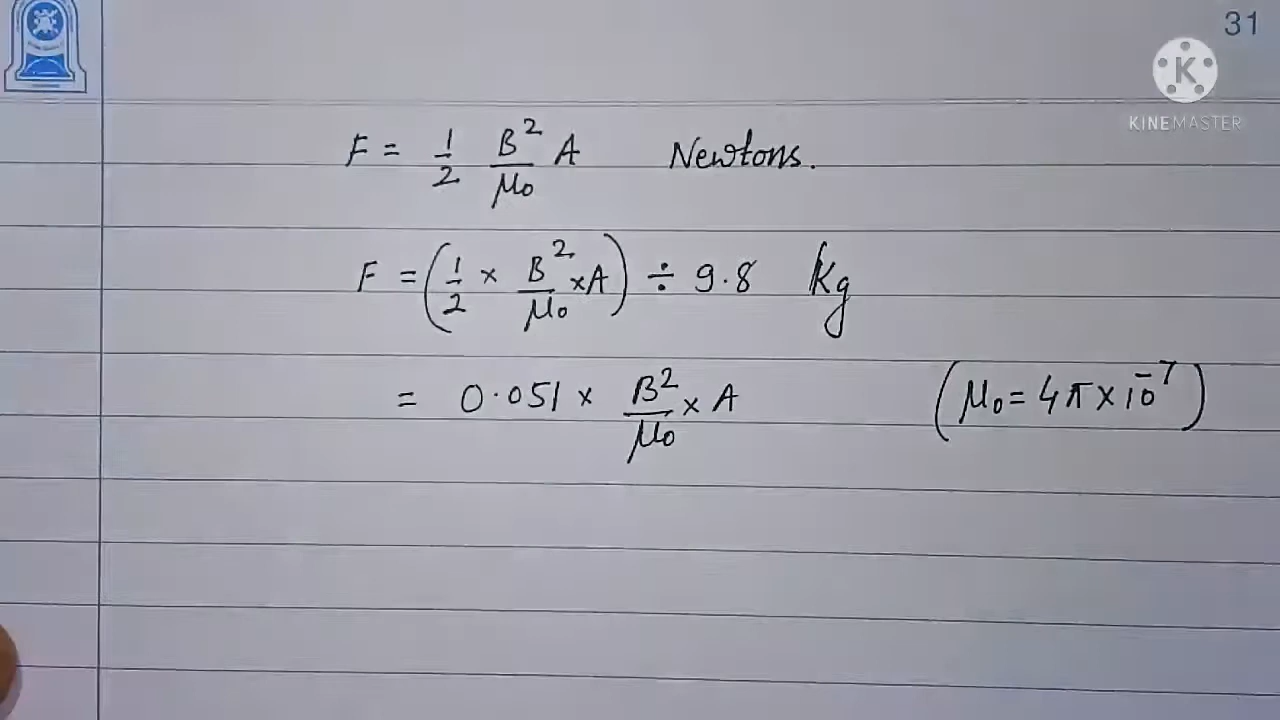 31
KINEMASTER
F = 1/2 B²/μ₀ A Newtons.
F = (1/2 × B²/μ₀ × A) ÷ 9.8 Kg
= 0.051 × B²/μ₀ × A (μ₀ = 4π × 10⁻⁷)